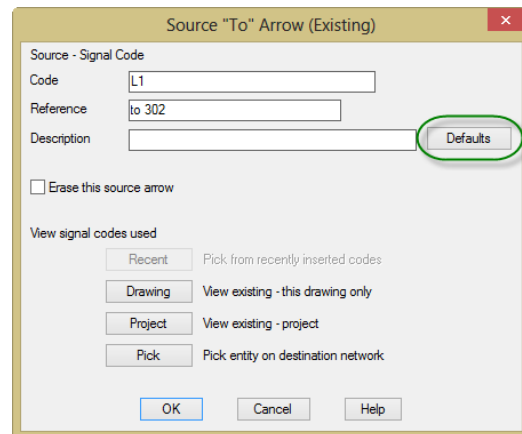 Source "To" Arrow (Existing)
Source - Signal Code
Code L1
Reference to 302
Description Defaults
Erase this source arrow
View signal codes used
Recent Pick from recently inserted codes
Drawing View existing - this drawing only
Project View existing - project
Pick Pick entity on destination network
OK Cancel Help